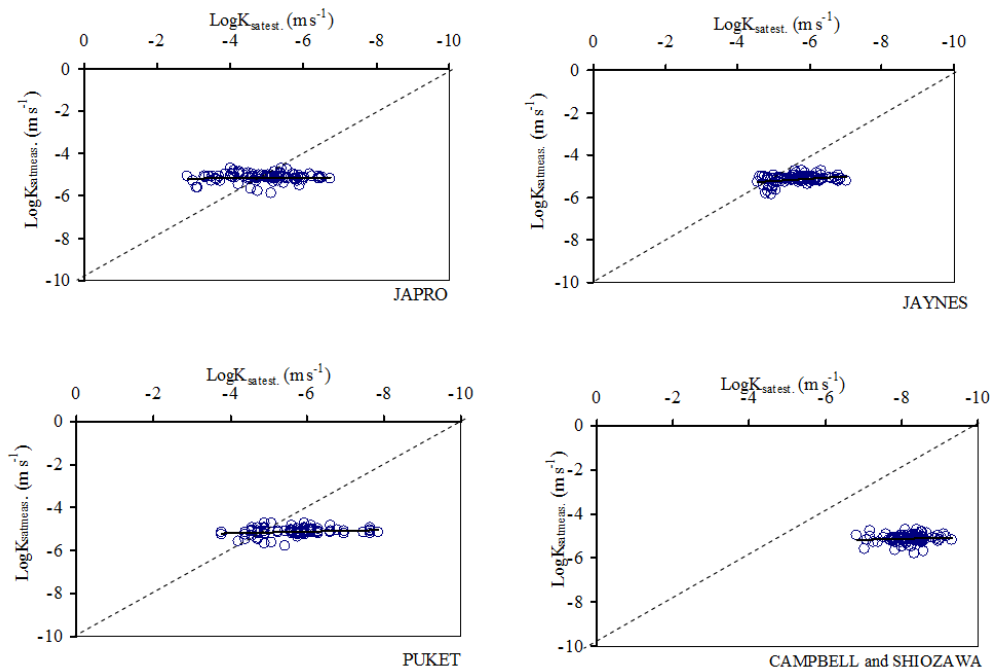 LogKsatest. (m s-1)
0 -2 -4 -6 -8 -10
0
-2
-4
-6
-8
-10
LogKsatmeas. (m s-1)
JAPRO
LogKsatest. (m s-1)
0 -2 -4 -6 -8 -10
0
-2
-4
-6
-8
-10
LogKsatmeas. (m s-1)
JAYNES
LogKsatest. (m s-1)
0 -2 -4 -6 -8 -10
0
-2
-4
-6
-8
-10
LogKsatmeas. (m s-1)
PUKET
LogKsatest. (m s-1)
0 -2 -4 -6 -8 -10
0
-2
-4
-6
-8
-10
LogKsatmeas. (m s-1)
CAMPBELL and SHIOZAWA